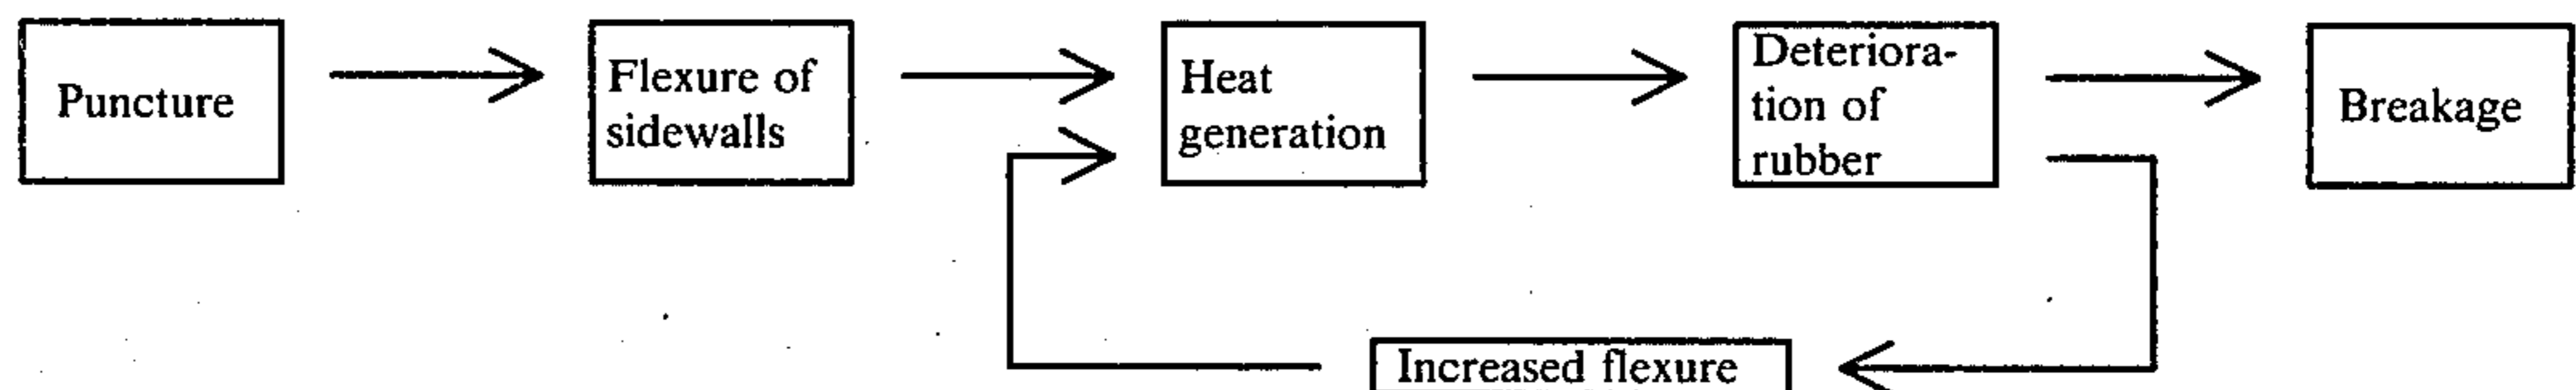 Puncture
Flexure of
sidewalls
Heat
generation
Deteriora-
tion of
rubber
Breakage
Increased flexure